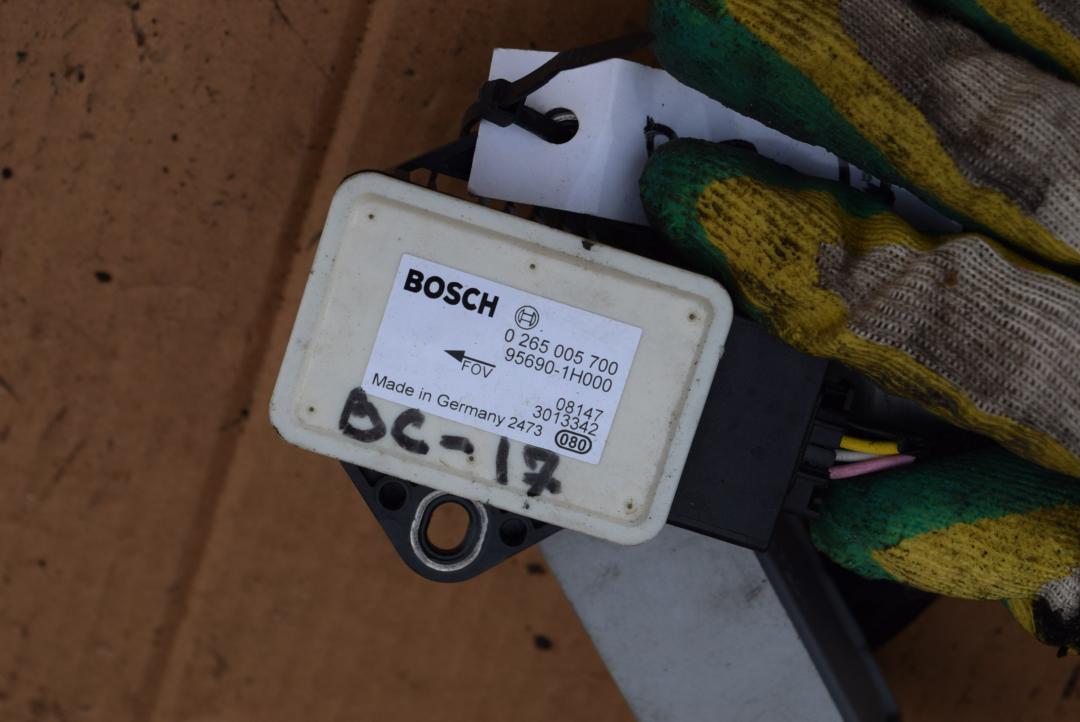 BOSCH
0 265 005 700
95690-1H000
FOV
08147
3013342
Made in Germany 2473
080
DC-17